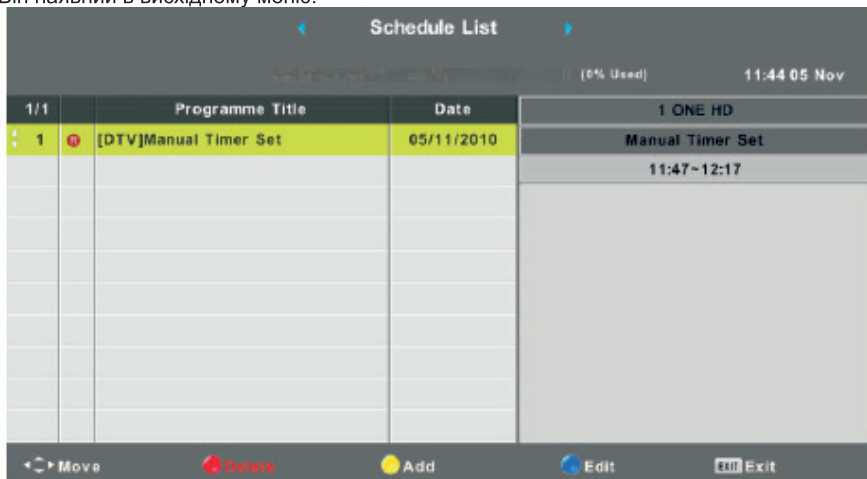 Він наявний в висхідному меню.
Schedule List
(0% Used) 11:44 05 Nov
1/1 Programme Title Date 1 ONE HD
1 R [DTV]Manual Timer Set 05/11/2010 Manual Timer Set
11:47~12:17
Move Delete Add Edit EXIT Exit